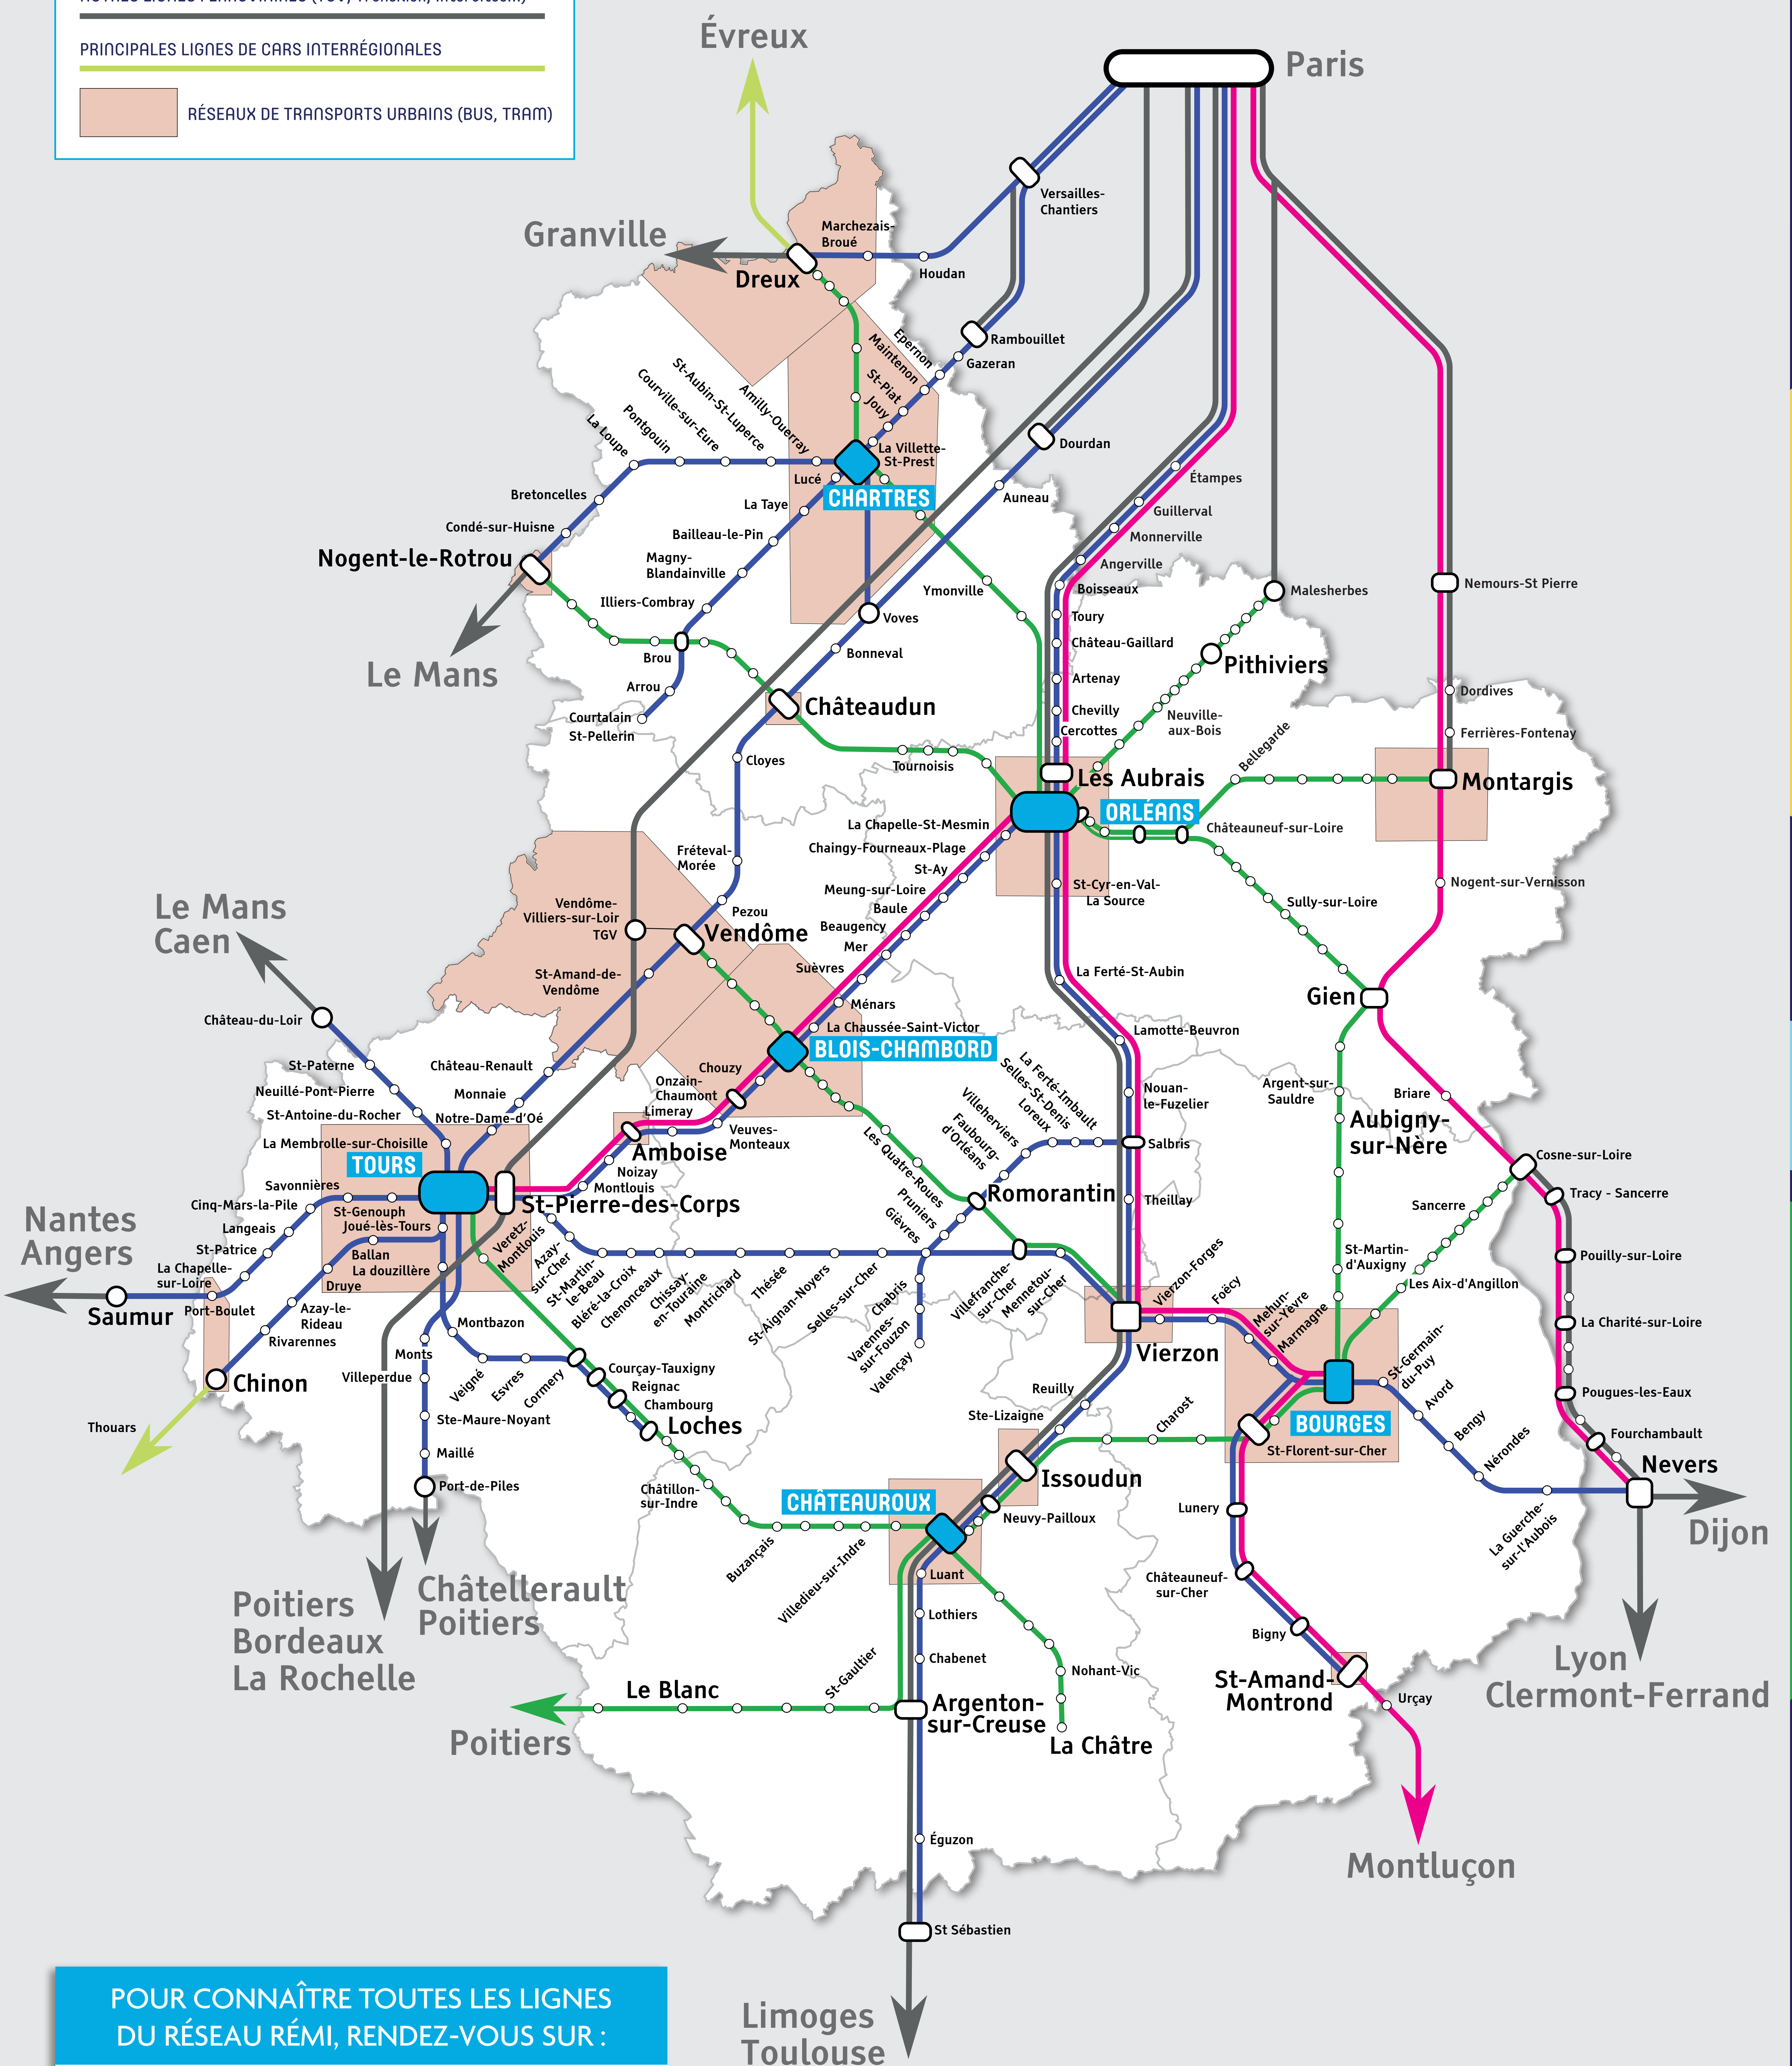 AUTRES LIGNES FERROVIAIRES (TGV, Transilien, Intercités...)
PRINCIPALES LIGNES DE CARS INTERRÉGIONALES
RÉSEAUX DE TRANSPORTS URBAINS (BUS, TRAM)
Évreux
Paris
Versailles-
Chantiers
Granville
Marchezais-
Broué
Dreux
Houdan
Rambouillet
Gazeran
Epernon
Maintenon
St-Piat
Jouy
La Villette-
St-Prest
Amilly-Ouerray
St-Aubin-St-Luperce
Courville-sur-Eure
Pontgouin
La Loupe
Bretoncelles
Condé-sur-Huisne
Nogent-le-Rotrou
Le Mans
CHARTRES
Lucé
La Taye
Bailleau-le-Pin
Magny-
Blandainville
Illiers-Combray
Brou
Arrou
Courtalain
St-Pellerin
Dourdan
Auneau
Voves
Bonneval
Ymonville
Châteaudun
Cloyes
Tournoisis
Étampes
Guillerval
Monnerville
Angerville
Boisseaux
Toury
Château-Gaillard
Artenay
Chevilly
Cercottes
Malesherbes
Pithiviers
Neuville-
aux-Bois
Nemours-St Pierre
Dordives
Ferrières-Fontenay
Montargis
Bellegarde
Les Aubrais
ORLÉANS
Châteauneuf-sur-Loire
Nogent-sur-Vernisson
Sully-sur-Loire
Gien
La Chapelle-St-Mesmin
Chaingy-Fourneaux-Plage
St-Ay
Meung-sur-Loire
Baule
Beaugency
Mer
Suèvres
Ménars
La Chaussée-Saint-Victor
BLOIS-CHAMBORD
St-Cyr-en-Val-
La Source
La Ferté-St-Aubin
Lamotte-Beuvron
Nouan-
le-Fuzelier
Salbris
Theillay
Fréteval-
Morée
Pezou
Vendôme-
Villiers-sur-Loir
TGV
Vendôme
St-Amand-de-
Vendôme
Le Mans
Caen
Château-du-Loir
St-Paterne
Neuillé-Pont-Pierre
St-Antoine-du-Rocher
La Membrolle-sur-Choisille
Château-Renault
Monnaie
Notre-Dame-d'Oé
TOURS
St-Pierre-des-Corps
Chouzy
Onzain-
Chaumont
Limeray
Veuves-
Monteaux
Amboise
Noizay
Montlouis
La Ferté-Imbault
Selles-St-Denis
Loreux
Villeherviers
Faubourg-
d'Orléans
Les Quatre-Roues
Romorantin
Pruniers
Gièvres
Argent-sur-
Sauldre
Aubigny-
sur-Nère
Briare
Cosne-sur-Loire
Tracy - Sancerre
Sancerre
Pouilly-sur-Loire
La Charité-sur-Loire
Pougues-les-Eaux
Fourchambault
Nevers
Dijon
Lyon
Clermont-Ferrand
Les Aix-d'Angillon
St-Martin-
d'Auxigny
Savonnières
Cinq-Mars-la-Pile
Langeais
St-Patrice
La Chapelle-
sur-Loire
Port-Boulet
Nantes
Angers
Saumur
St-Genouph
Joué-lès-Tours
Ballan
La douzillère
Druye
Azay-le-
Rideau
Rivarennes
Chinon
Thouars
Veretz-
Montlouis
Azay-
sur-Cher
St-Martin-
le-Beau
Bléré-la-Croix
Chenonceaux
Chissay-
en-Touraine
Montrichard
Thésée
St-Aignan-Noyers
Selles-sur-Cher
Chabris
Varennes-
sur-Fouzon
Valençay
Villefranche-
sur-Cher
Mennetou-
sur-Cher
Vierzon-Forges
Foëcy
Mehun-
sur-Yèvre
Marmagne
Vierzon
BOURGES
St-Germain-
du-Puy
Avord
Bengy
Nérondes
La Guerche-
sur-l'Aubois
St-Florent-sur-Cher
Charost
Lunery
Châteauneuf-
sur-Cher
Bigny
St-Amand-
Montrond
Urçay
Montluçon
Montbazon
Monts
Villeperdue
Veigné
Esvres
Cormery
Courçay-Tauxigny
Reignac
Chambourg
Loches
Ste-Maure-Noyant
Maillé
Port-de-Piles
Châtellerault
Poitiers
Poitiers
Bordeaux
La Rochelle
Châtillon-
sur-Indre
Buzançais
Villedieu-sur-Indre
CHÂTEAUROUX
Reuilly
Ste-Lizaigne
Issoudun
Neuvy-Pailloux
Luant
Lothiers
Chabenet
Nohant-Vic
La Châtre
St-Gaultier
Le Blanc
Poitiers
Argenton-
sur-Creuse
Éguzon
St Sébastien
Limoges
Toulouse
POUR CONNAÎTRE TOUTES LES LIGNES
DU RÉSEAU RÉMI, RENDEZ-VOUS SUR :